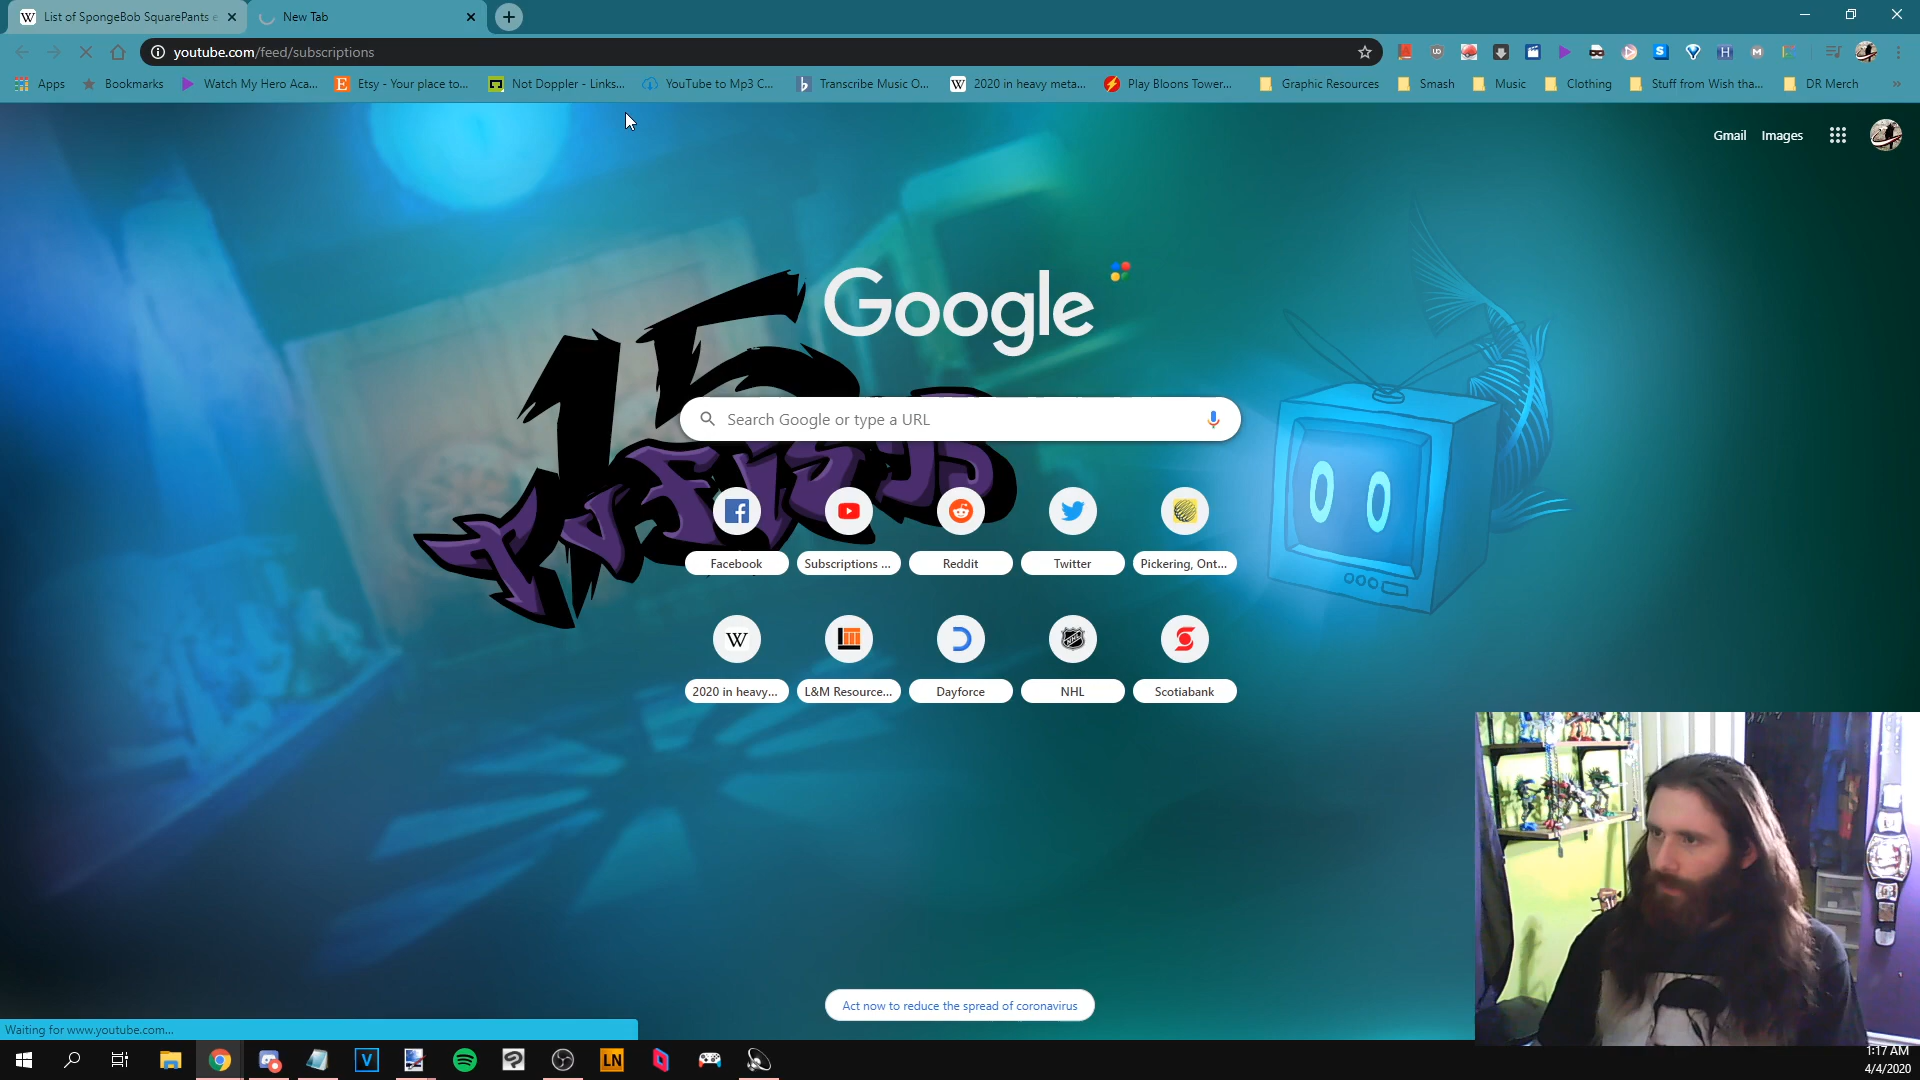 List of SpongeBob SquarePants e
New Tab
youtube.com/feed/subscriptions
Apps
Bookmarks
Watch My Hero Aca...
Etsy - Your place to...
Not Doppler - Links...
YouTube to Mp3 C...
Transcribe Music O...
2020 in heavy meta...
Play Bloons Tower...
Graphic Resources
Smash
Music
Clothing
Stuff from Wish tha...
DR Merch
Gmail
Images
Google
15
Search Google or type a URL
Facebook
Subscriptions ...
Reddit
Twitter
Pickering, Ont...
2020 in heavy...
L&M Resource...
Dayforce
NHL
Scotiabank
Act now to reduce the spread of coronavirus
Waiting for www.youtube.com...
1:17 AM
4/4/2020